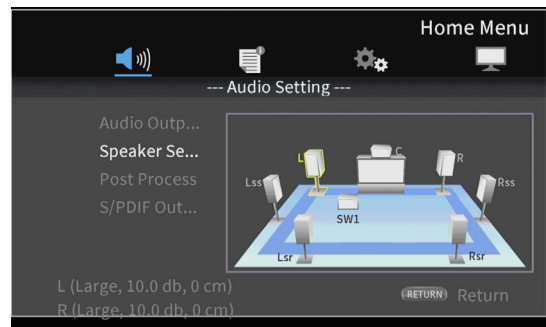 Home Menu
--- Audio Setting ---
Audio Outp...
Speaker Se...
Post Process
S/PDIF Out...
L C R
Lss Rss
SW1
Lsr Rsr
L (Large, 10.0 db, 0 cm)
R (Large, 10.0 db, 0 cm)
RETURN Return